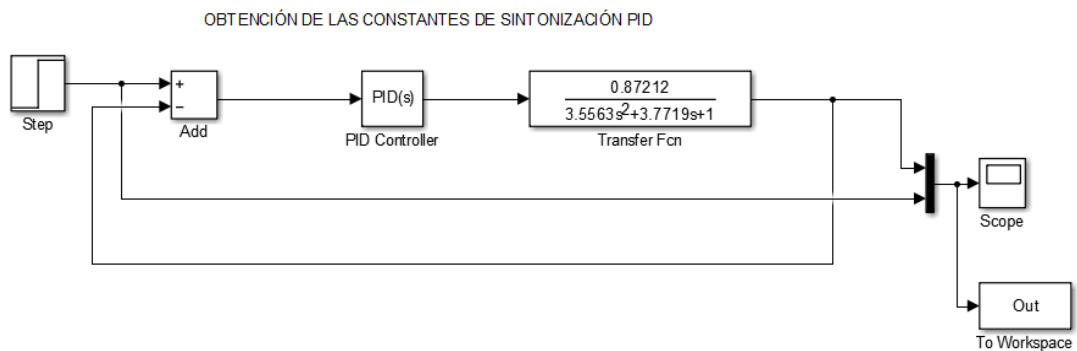 OBTENCIÓN DE LAS CONSTANTES DE SINTONIZACIÓN PID
Step
+
−
Add
PID(s)
PID Controller
0.87212
3.5563s2+3.7719s+1
Transfer Fcn
Scope
Out
To Workspace